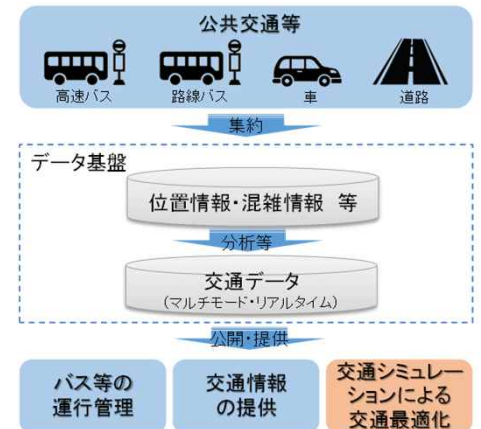 公共交通等
高速バス
路線バス
車
道路
集約
データ基盤
位置情報・混雑情報 等
分析等
交通データ
(マルチモード・リアルタイム)
公開・提供
バス等の
運行管理
交通情報
の提供
交通シミュレー
ションによる
交通最適化